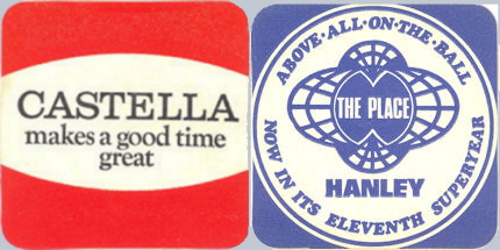 CASTELLA
makes a good time
great
ABOVE·ALL·ON·THE·BALL
THE PLACE
HANLEY
NOW IN ITS ELEVENTH SUPERYEAR